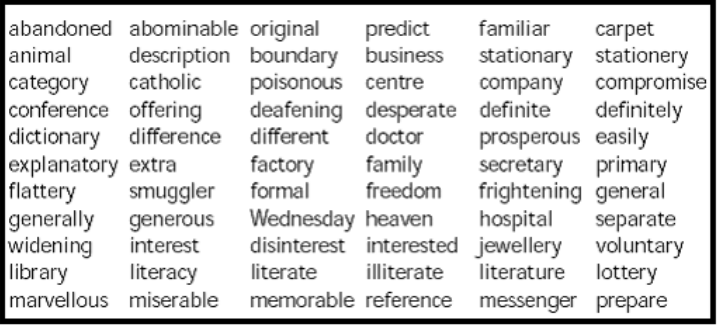 abandoned abominable original predict familiar carpet
animal description boundary business stationary stationery
category catholic poisonous centre company compromise
conference offering deafening desperate definite definitely
dictionary difference different doctor prosperous easily
explanatory extra factory family secretary primary
flattery smuggler formal freedom frightening general
generally generous Wednesday heaven hospital separate
widening interest disinterest interested jewellery voluntary
library literacy literate illiterate literature lottery
marvellous miserable memorable reference messenger prepare